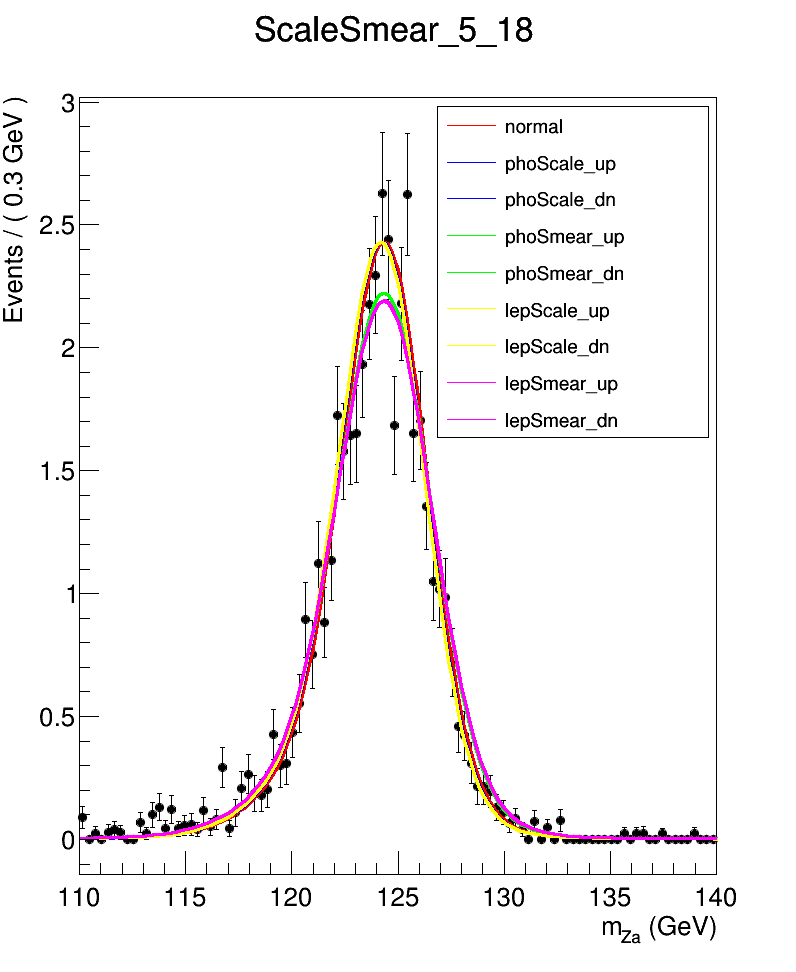 ScaleSmear_5_18
Events / ( 0.3 GeV )
3
2.5
2
1.5
1
0.5
0
normal
phoScale_up
phoScale_dn
phoSmear_up
phoSmear_dn
lepScale_up
lepScale_dn
lepSmear_up
lepSmear_dn
110 115 120 125 130 135 140
mZa (GeV)